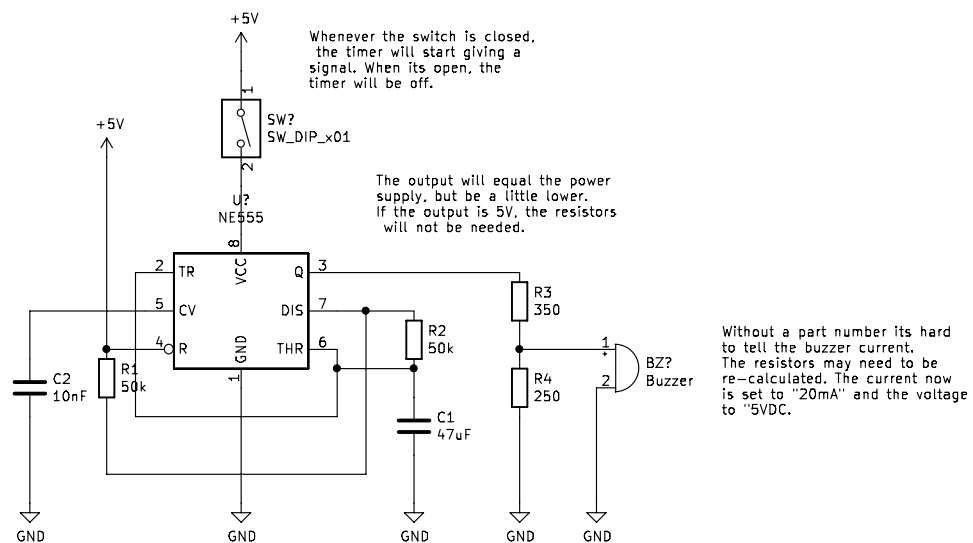 +5V
Whenever the switch is closed,
the timer will start giving a
signal. When its open, the
timer will be off.
1
SW?
SW_DIP_x01
2
+5V
The output will equal the power
supply, but be a little lower.
If the output is 5V, the resistors
will not be needed.
U?
NE555
8
VCC
2 TR Q 3
5 CV DIS 7
4 R THR 6
GND
1
R3
350
R2
50k
R1
50k
C2
10nF
C1
47uF
R4
250
1
+
2
BZ?
Buzzer
Without a part number its hard
to tell the buzzer current.
The resistors may need to be
re-calculated. The current now
is set to "20mA" and the voltage
to "5VDC.
GND GND GND GND GND